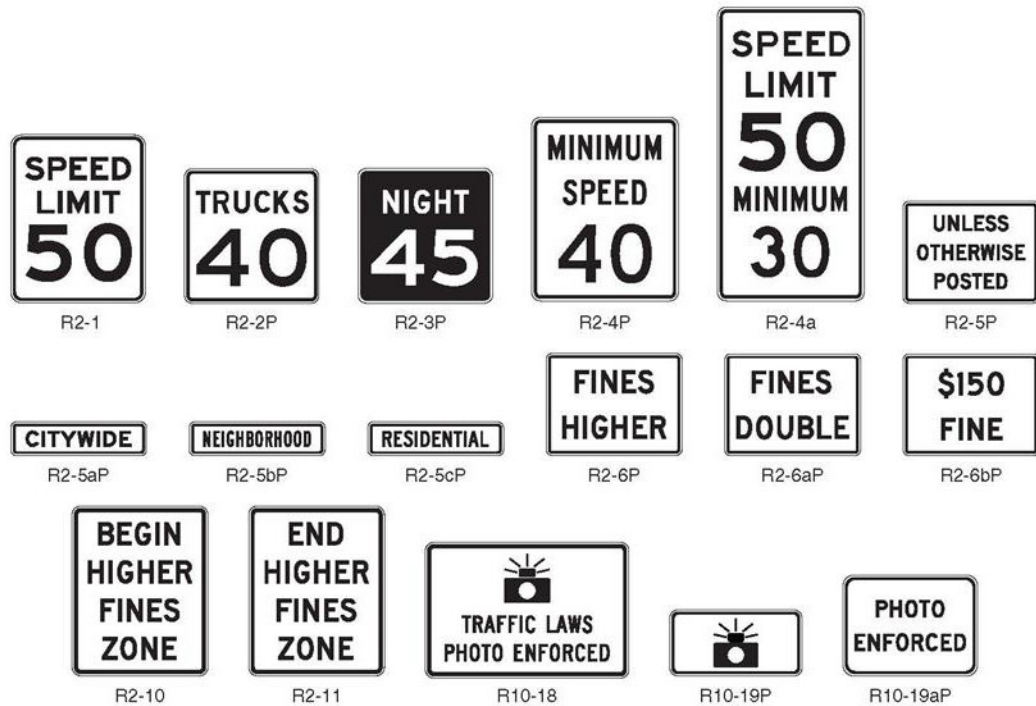 SPEED
LIMIT
50
R2-1
TRUCKS
40
R2-2P
NIGHT
45
R2-3P
MINIMUM
SPEED
40
R2-4P
SPEED
LIMIT
50
MINIMUM
30
R2-4a
UNLESS
OTHERWISE
POSTED
R2-5P
CITYWIDE
R2-5aP
NEIGHBORHOOD
R2-5bP
RESIDENTIAL
R2-5cP
FINES
HIGHER
R2-6P
FINES
DOUBLE
R2-6aP
$150
FINE
R2-6bP
BEGIN
HIGHER
FINES
ZONE
R2-10
END
HIGHER
FINES
ZONE
R2-11
TRAFFIC LAWS
PHOTO ENFORCED
R10-18
R10-19P
PHOTO
ENFORCED
R10-19aP